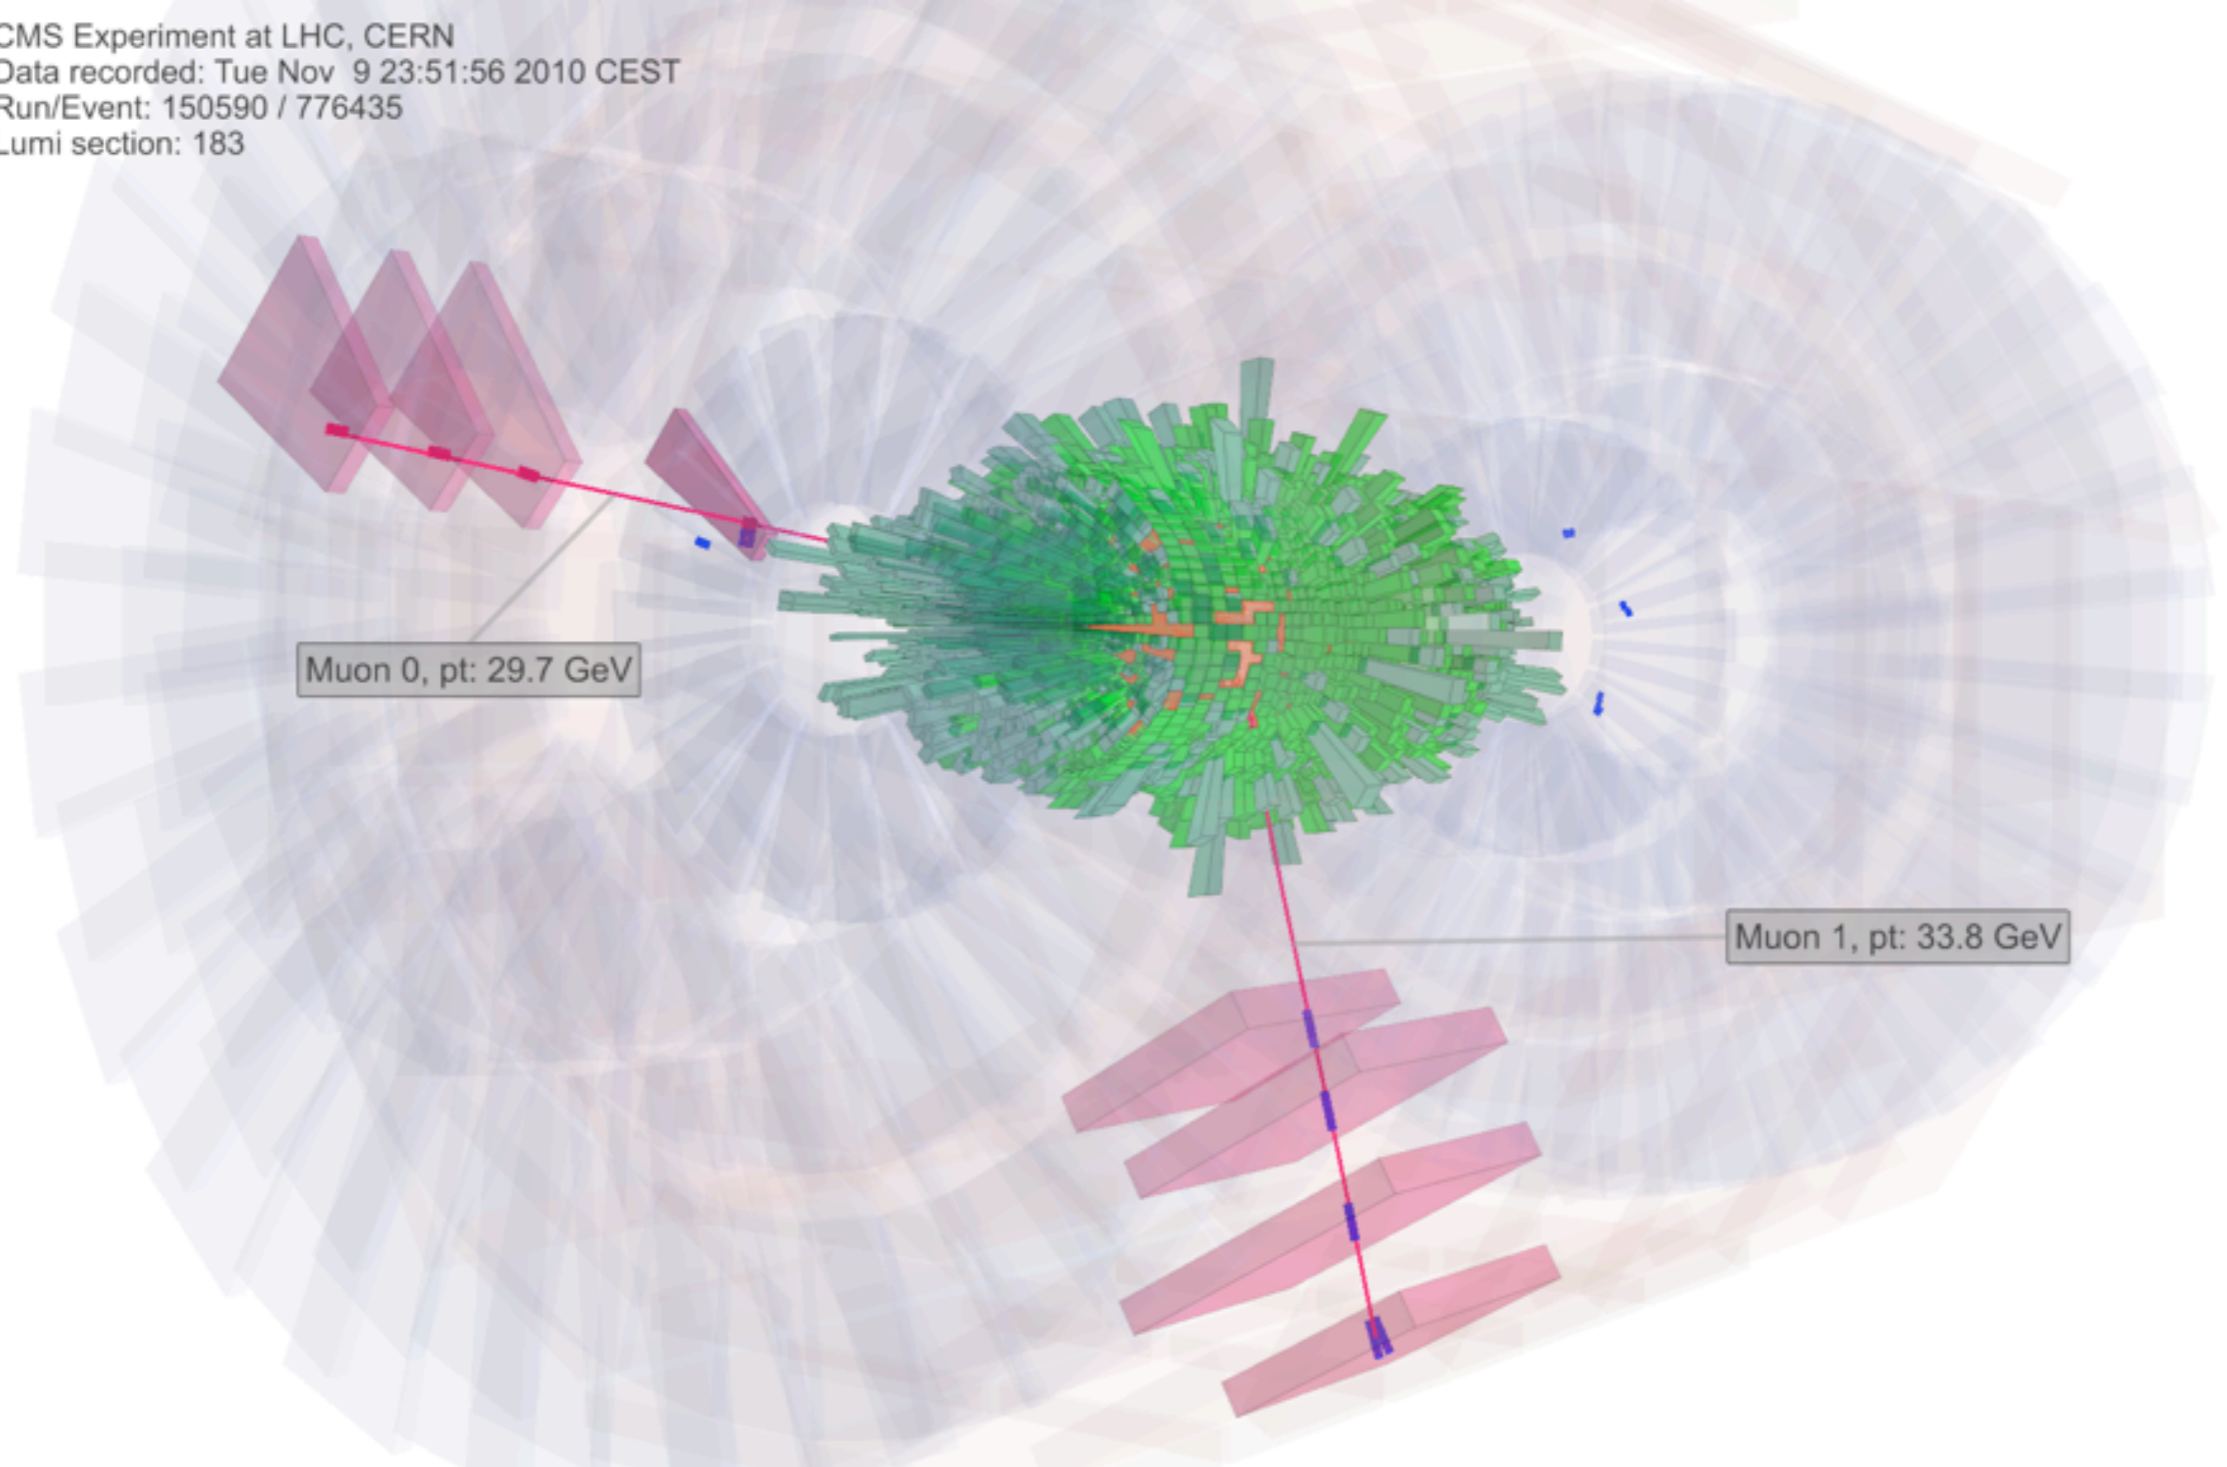 CMS Experiment at LHC, CERN
Data recorded: Tue Nov 9 23:51:56 2010 CEST
Run/Event: 150590 / 776435
Lumi section: 183
Muon 0, pt: 29.7 GeV
Muon 1, pt: 33.8 GeV